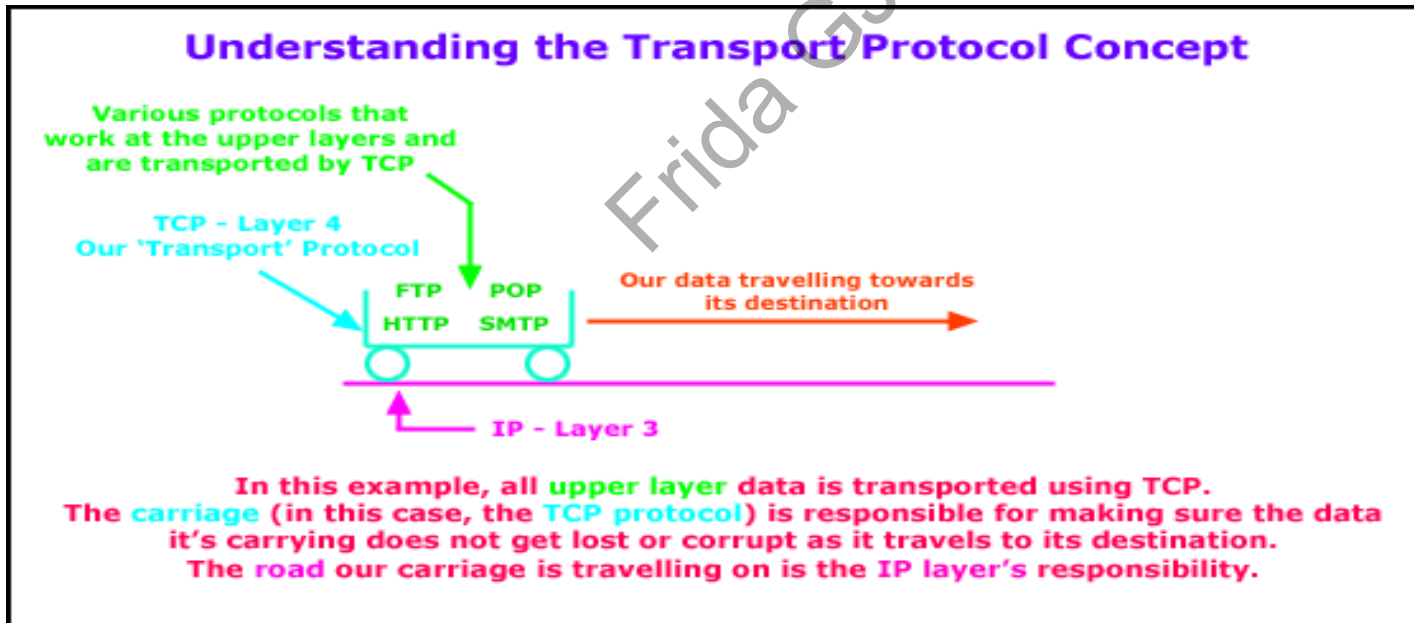 Understanding the Transport Protocol Concept
Various protocols that
work at the upper layers and
are transported by TCP
TCP - Layer 4
Our ‘Transport’ Protocol
FTP POP
HTTP SMTP
Our data travelling towards
its destination
IP - Layer 3
In this example, all upper layer data is transported using TCP.
The carriage (in this case, the TCP protocol) is responsible for making sure the data
it's carrying does not get lost or corrupt as it travels to its destination.
The road our carriage is travelling on is the IP layer's responsibility.
Frida